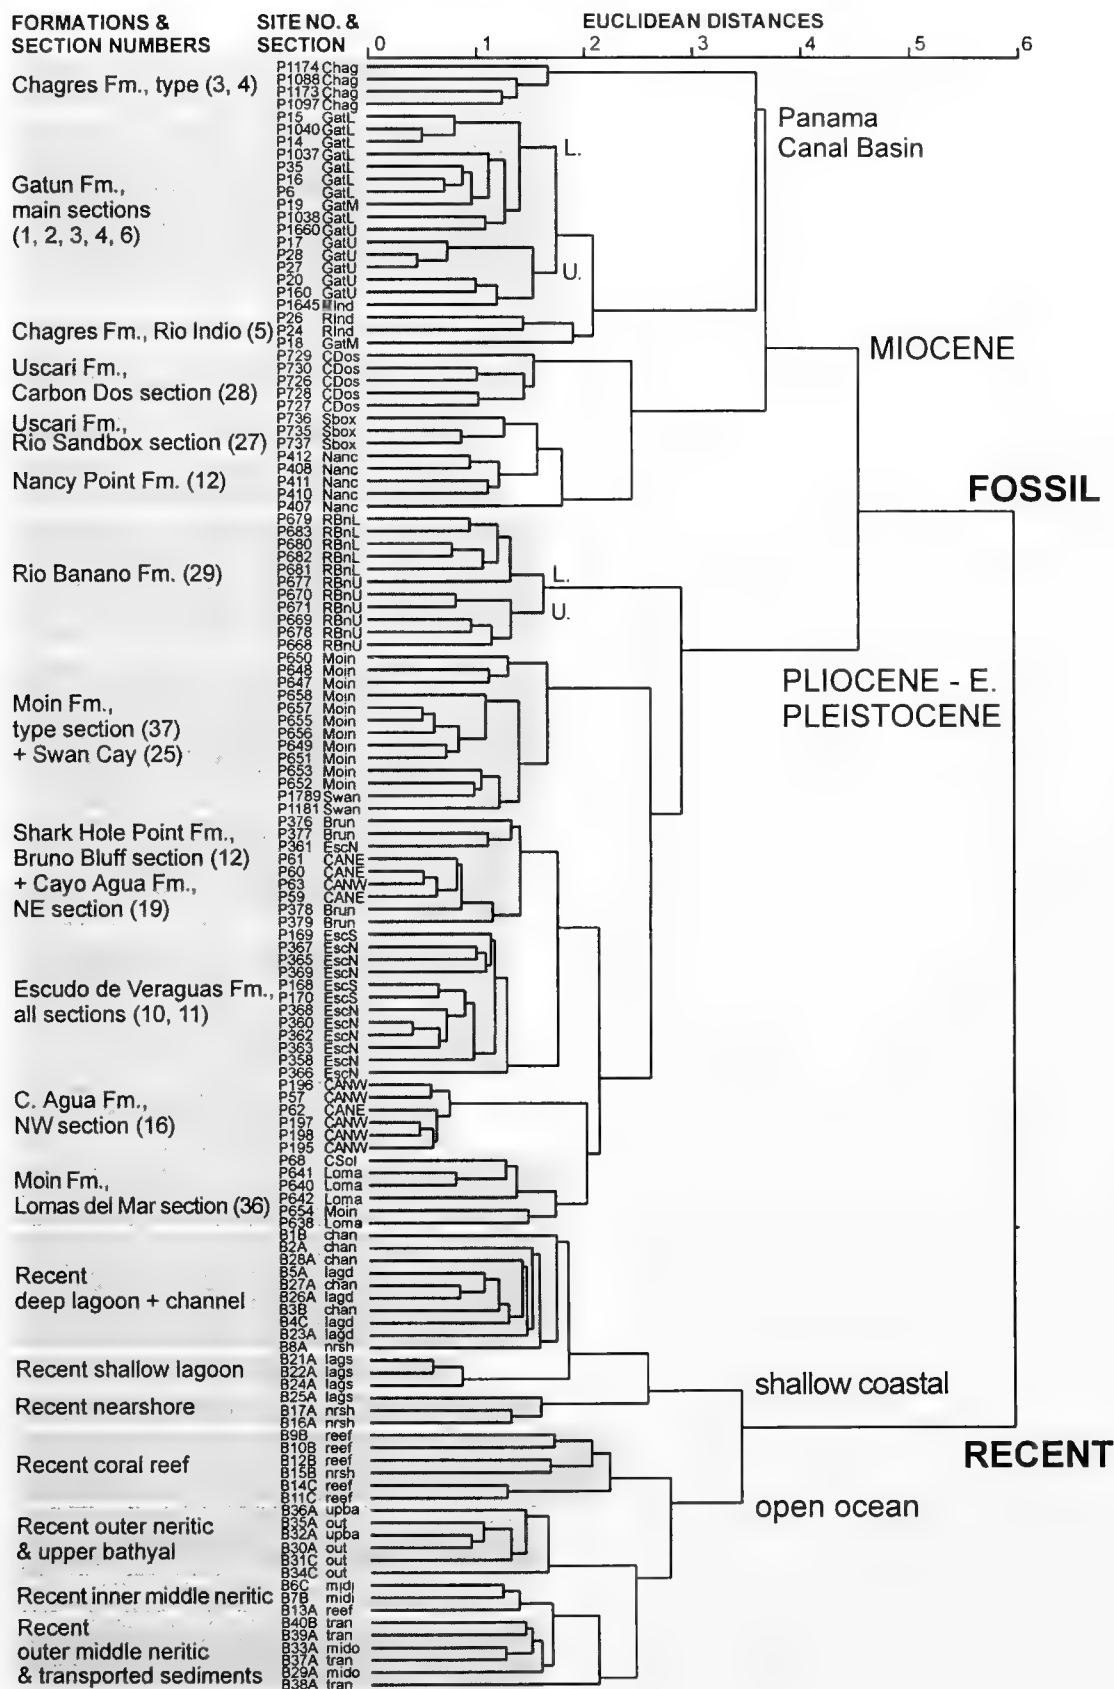 FORMATIONS &
SECTION NUMBERS
SITE NO. &
SECTION
EUCLIDEAN DISTANCES
0 1 2 3 4 5 6
Chagres Fm., type (3, 4)
P1174 Chag
P1088 Chag
P1173 Chag
P1097 Chag
Gatun Fm.,
main sections
(1, 2, 3, 4, 6)
P15 GatL
P1040 GatL
P14 GatL
P1037 GatL
P35 GatL
P16 GatL
P6 GatL
P19 GatM
P1038 GatL
P1660 GatU
P17 GatU
P28 GatU
P27 GatU
P20 GatU
P160 GatU
P1645
Chagres Fm., Rio Indio (5)
P26 RInd
P24 RInd
P18 GatM
Uscari Fm.,
Carbon Dos section (28)
P729 CDos
P730 CDos
P726 CDos
P728 CDos
P727 CDos
Uscari Fm.,
Rio Sandbox section (27)
P736 Sbox
P735 Sbox
P737 Sbox
Nancy Point Fm. (12)
P412 Nanc
P408 Nanc
P411 Nanc
P410 Nanc
P407 Nanc
Rio Banano Fm. (29)
P679 RBnL
P683 RBnL
P680 RBnL
P682 RBnL
P681 RBnL
P677 RBnU
P670 RBnU
P671 RBnU
P669 RBnU
P678 RBnU
P668 RBnU
Moin Fm.,
type section (37)
+ Swan Cay (25)
P650 Moin
P648 Moin
P647 Moin
P658 Moin
P657 Moin
P655 Moin
P656 Moin
P649 Moin
P651 Moin
P653 Moin
P652 Moin
P1789 Swan
P1181 Swan
Shark Hole Point Fm.,
Bruno Bluff section (12)
+ Cayo Agua Fm.,
NE section (19)
P376 Brun
P377 Brun
P361 EscN
P61 CANE
P60 CANE
P63 CANW
P59 CANE
P378 Brun
P379 Brun
Escudo de Veraguas Fm.,
all sections (10, 11)
P169 EscS
P367 EscN
P365 EscN
P369 EscN
P168 EscS
P170 EscS
P368 EscN
P360 EscN
P362 EscN
P363 EscN
P358 EscN
P366 EscN
C. Agua Fm.,
NW section (16)
P196 CANW
P57 CANW
P62 CANE
P197 CANW
P198 CANW
P195 CANW
Moin Fm.,
Lomas del Mar section (36)
P68 CSol
P641 Loma
P640 Loma
P642 Loma
P654 Moin
P638 Loma
Recent
deep lagoon + channel
B1B chan
B2A chan
B28A chan
B5A lagd
B27A chan
B26A lagd
B3B chan
B4C lagd
B23A lagd
B8A nrsh
Recent shallow lagoon
B21A lags
B22A lags
B24A lags
B25A lags
Recent nearshore
B17A nrsh
B16A nrsh
Recent coral reef
B9B reef
B10B reef
B12B reef
B15B nrsh
B14C reef
B11C reef
Recent outer neritic
& upper bathyal
B36A upba
B35A out
B32A upba
B30A out
B31C out
B34C out
Recent inner middle neritic
B6C midi
B7B midi
B13A reef
Recent
outer middle neritic
& transported sediments
B40B tran
B39A tran
B33A mido
B37A tran
B29A mido
B38A tran
L.
U.
Panama
Canal Basin
MIOCENE
FOSSIL
L.
U.
PLIOCENE - E.
PLEISTOCENE
shallow coastal
RECENT
open ocean